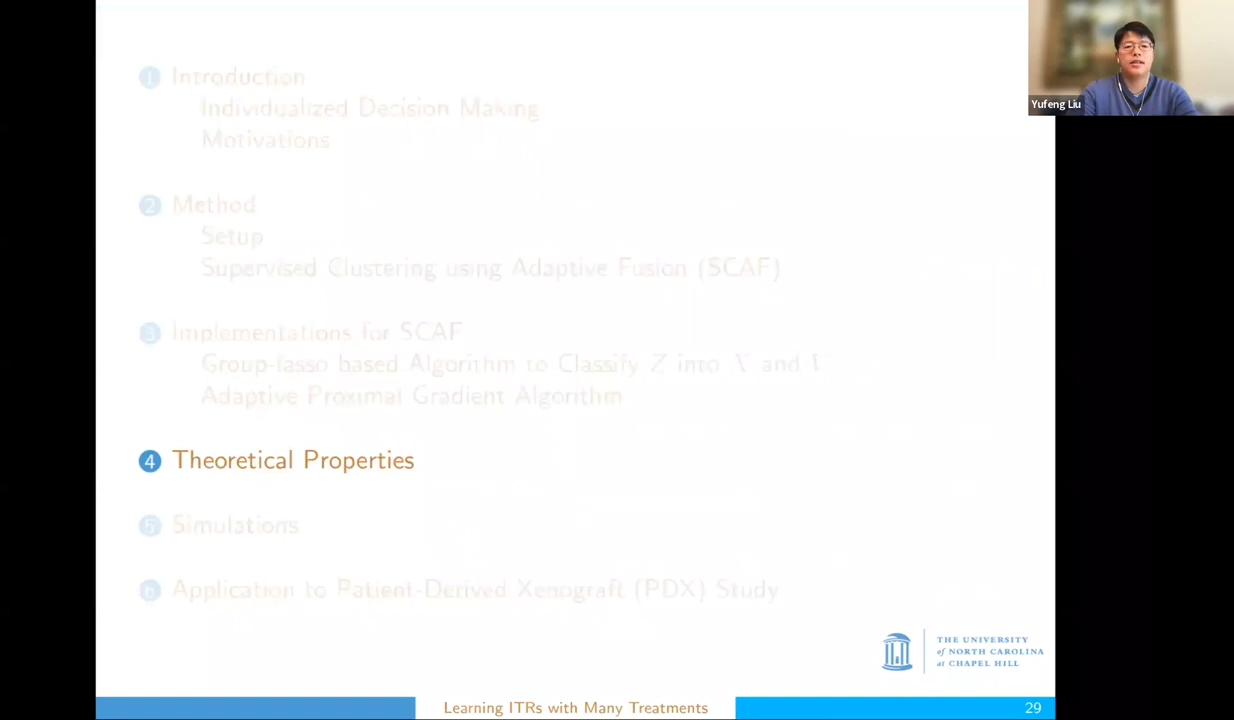 1 Introduction
Individualized Decision Making
Motivations
2 Method
Setup
Supervised Clustering using Adaptive Fusion (SCAF)
3 Implementations for SCAF
Group-lasso based Algorithm to Classify Z into X and
Adaptive Proximal Gradient Algorithm
4 Theoretical Properties
5 Simulations
6 Application to Patient-Derived Xenograft (PDX) Study
THE UNIVERSITY
of NORTH CAROLINA
at CHAPEL HILL
Learning ITRs with Many Treatments
29
Yufeng Liu